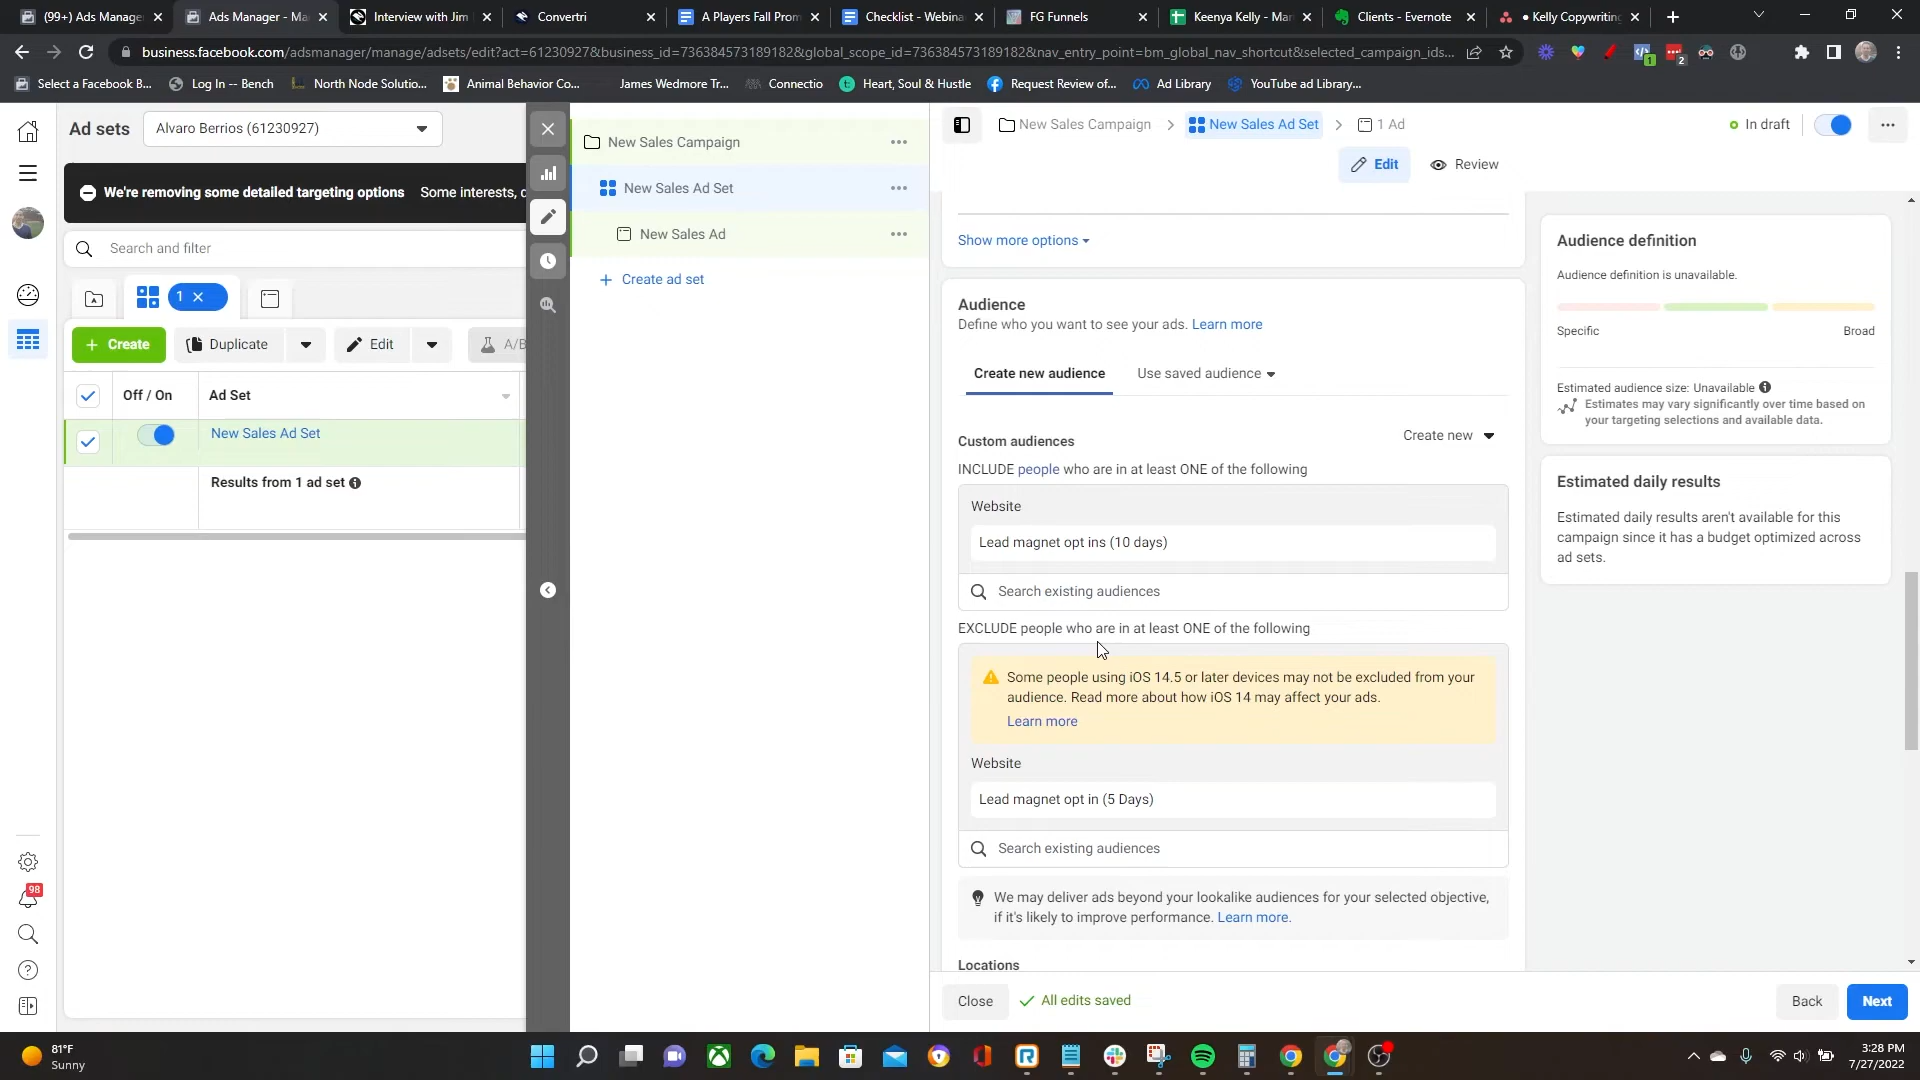 (99+) Ads Manage
Ads Manager - Ma
Interview with Jim
Convertri
A Players Fall Prom
Checklist - Webina
FG Funnels
Keenya Kelly - Mar
Clients - Evernote
• Kelly Copywriting
business.facebook.com/adsmanager/manage/adsets/edit?act=61230927&business_id=736384573189182&global_scope_id=736384573189182&nav_entry_point=bm_global_nav_shortcut&selected_campaign_ids...
1
2
Select a Facebook B...
Log In -- Bench
North Node Solutio...
Animal Behavior Co...
James Wedmore Tr...
Connectio
Heart, Soul & Hustle
Request Review of...
Ad Library
YouTube ad Library...
Ad sets
Alvaro Berrios (61230927)
We're removing some detailed targeting options Some interests, c
Search and filter
1
Create
Duplicate
Edit
A/B
Off / On
Ad Set
New Sales Ad Set
Results from 1 ad set
98
New Sales Campaign
New Sales Ad Set
New Sales Ad
Create ad set
New Sales Campaign
New Sales Ad Set
1 Ad
In draft
Edit
Review
Show more options
Audience
Define who you want to see your ads. Learn more
Create new audience
Use saved audience
Custom audiences
Create new
INCLUDE people who are in at least ONE of the following
Website
Lead magnet opt ins (10 days)
Search existing audiences
EXCLUDE people who are in at least ONE of the following
Some people using iOS 14.5 or later devices may not be excluded from your
audience. Read more about how iOS 14 may affect your ads.
Learn more
Website
Lead magnet opt in (5 Days)
Search existing audiences
We may deliver ads beyond your lookalike audiences for your selected objective,
if it's likely to improve performance. Learn more.
Locations
Close
All edits saved
Back
Next
Audience definition
Audience definition is unavailable.
Specific
Broad
Estimated audience size: Unavailable
Estimates may vary significantly over time based on
your targeting selections and available data.
Estimated daily results
Estimated daily results aren't available for this
campaign since it has a budget optimized across
ad sets.
81°F
Sunny
3:28 PM
7/27/2022